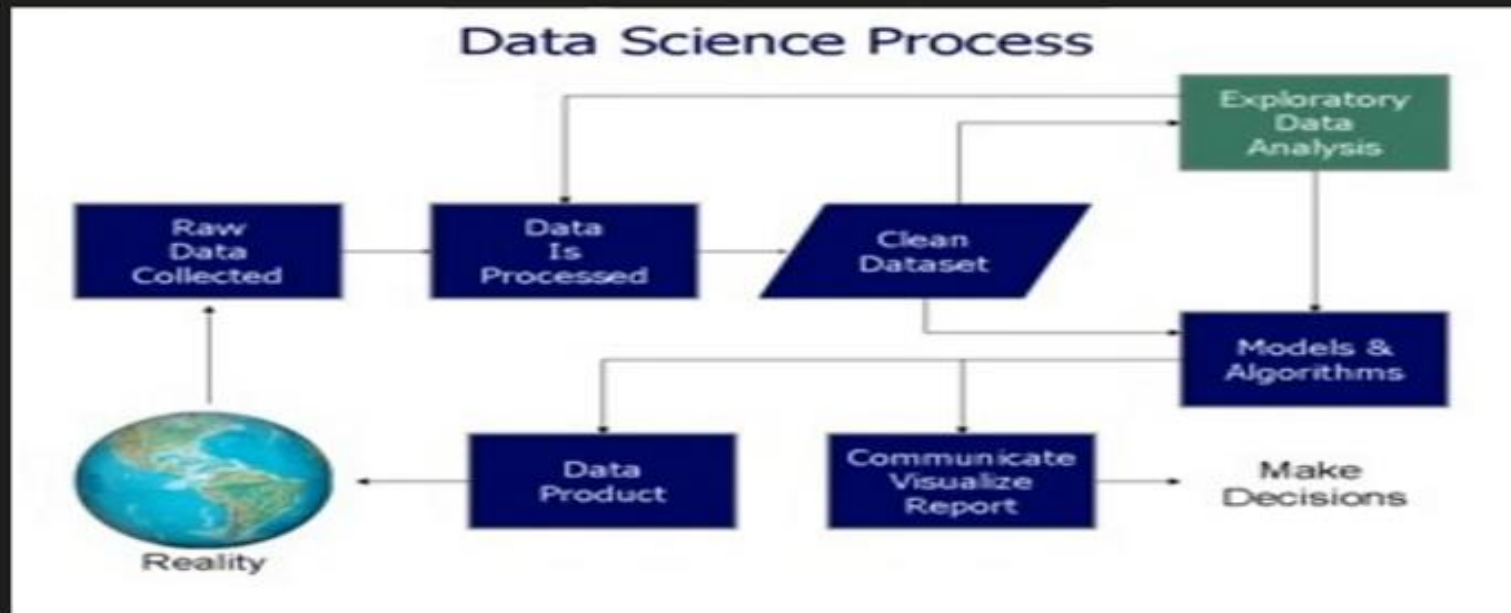 Data Science Process
Exploratory
Data
Analysis
Raw
Data
Collected
Data
Is
Processed
Clean
Dataset
Models &
Algorithms
Data
Product
Communicate
Visualize
Report
Make
Decisions
Reality